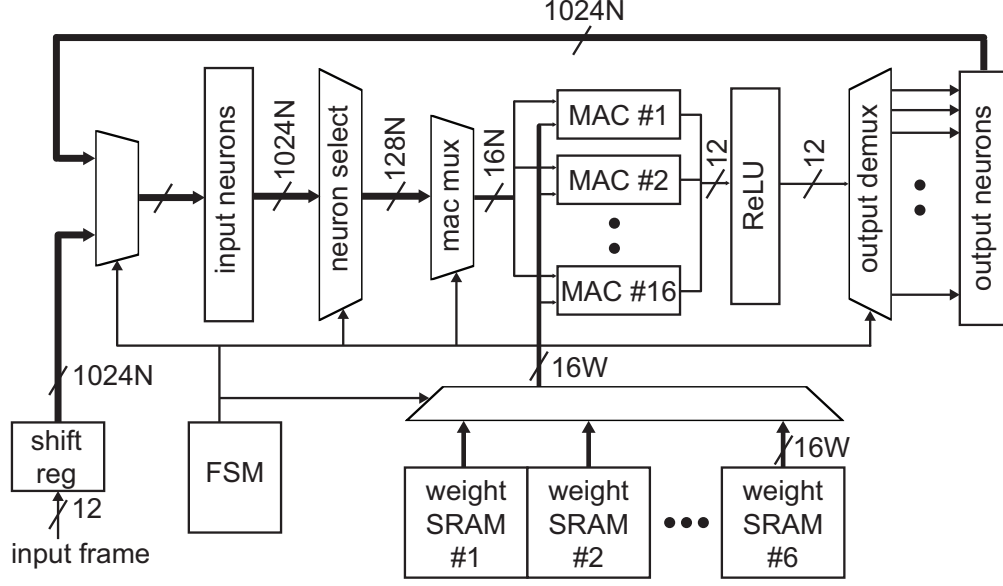 1024N
input neurons
1024N
neuron select
128N
mac mux
16N
MAC #1
MAC #2
MAC #16
12
ReLU
12
output demux
output neurons
1024N
shift
reg
12
input frame
FSM
16W
16W
weight
SRAM
#1
weight
SRAM
#2
weight
SRAM
#6